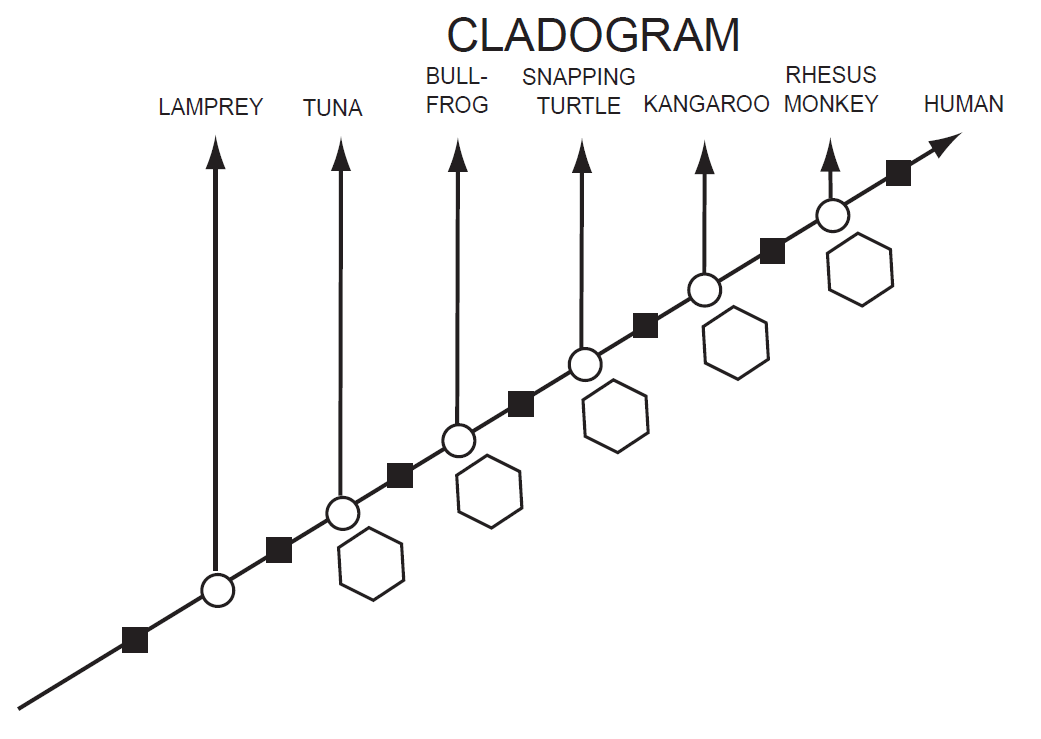 CLADOGRAM
LAMPREY
TUNA
BULL-
FROG
SNAPPING
TURTLE
KANGAROO
RHESUS
MONKEY
HUMAN